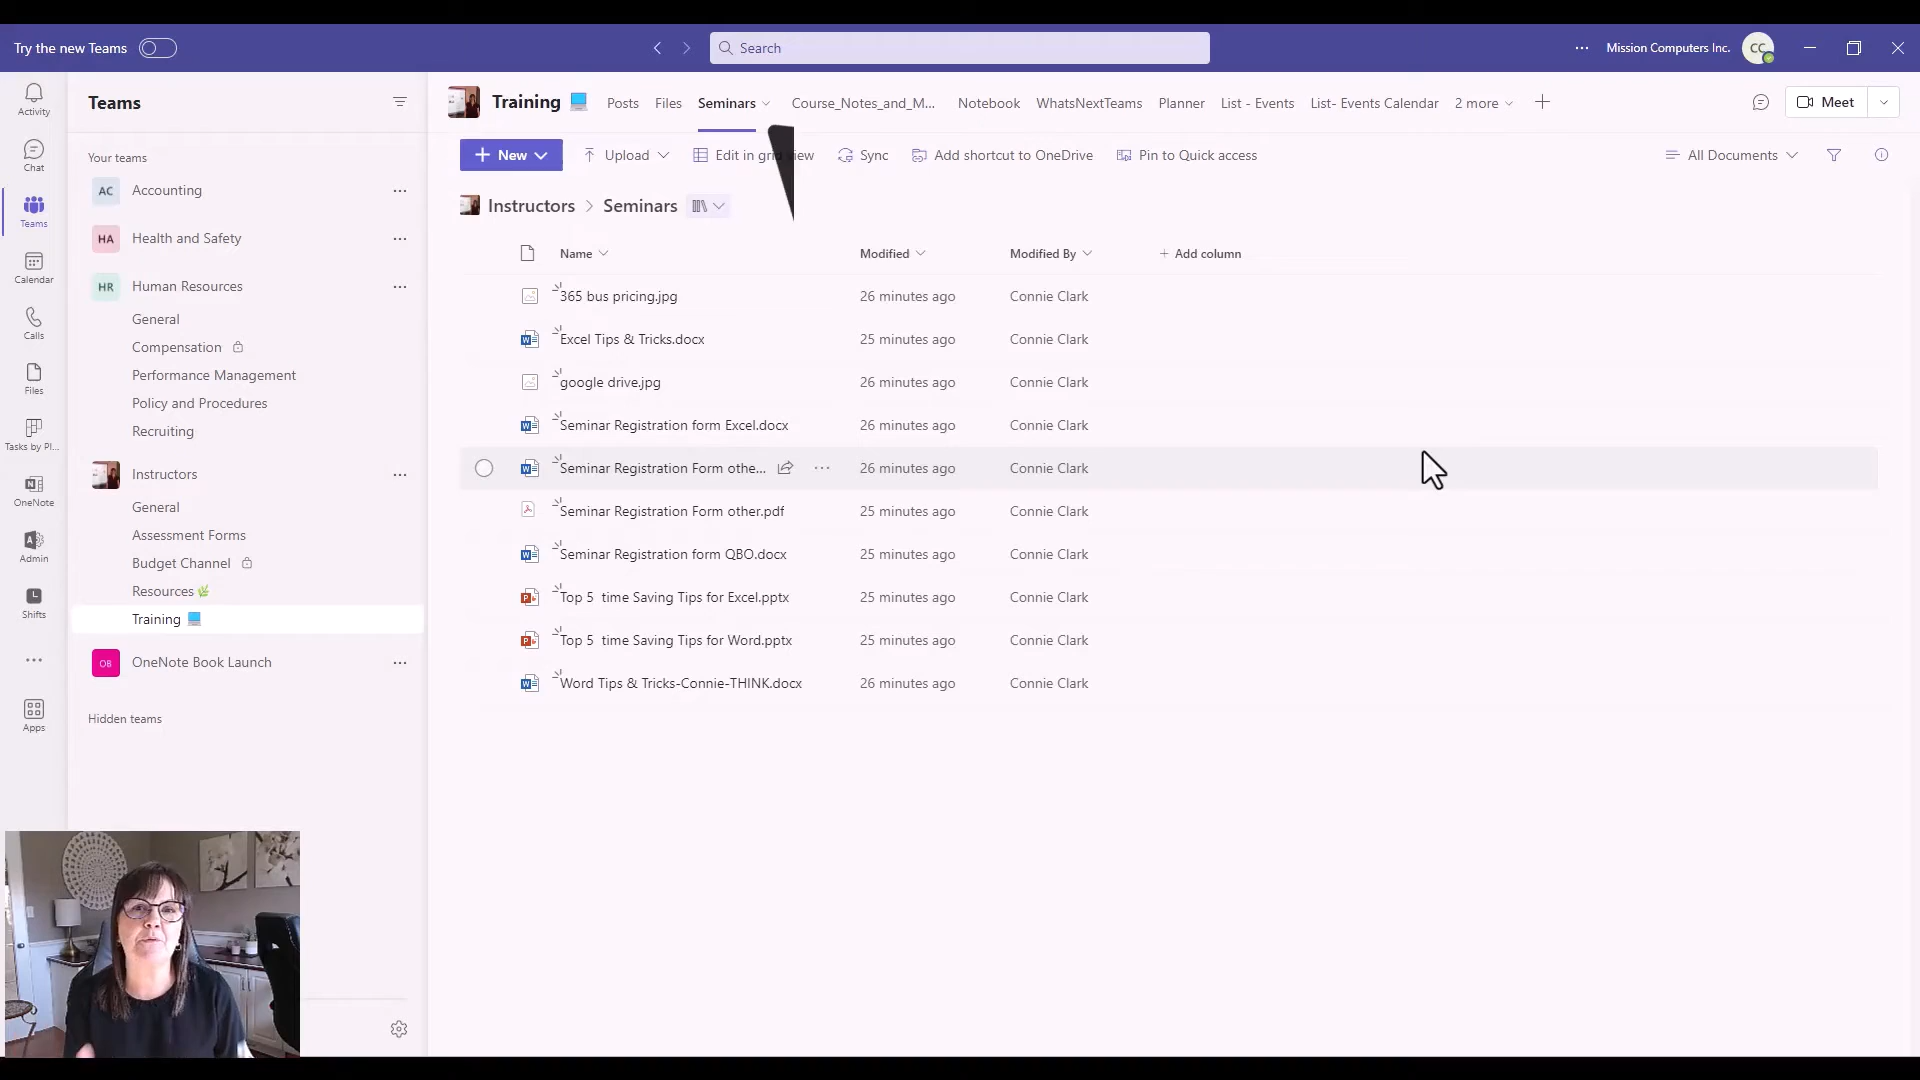 Try the new Teams
Search
Mission Computers Inc.
CC
Activity
Chat
Teams
Calendar
Calls
Files
Tasks by Pl...
OneNote
Admin
Shifts
Apps
Teams
Your teams
AC Accounting
HA Health and Safety
HR Human Resources
General
Compensation
Performance Management
Policy and Procedures
Recruiting
Instructors
General
Assessment Forms
Budget Channel
Resources
Training
OB OneNote Book Launch
Hidden teams
Training Posts Files Seminars Course_Notes_and_M... Notebook WhatsNextTeams Planner List - Events List- Events Calendar 2 more Meet
New Upload Edit in grid view Sync Add shortcut to OneDrive Pin to Quick access All Documents
Instructors > Seminars
Name Modified Modified By + Add column
365 bus pricing.jpg 26 minutes ago Connie Clark
Excel Tips & Tricks.docx 25 minutes ago Connie Clark
google drive.jpg 26 minutes ago Connie Clark
Seminar Registration form Excel.docx 26 minutes ago Connie Clark
Seminar Registration Form othe... 26 minutes ago Connie Clark
Seminar Registration Form other.pdf 25 minutes ago Connie Clark
Seminar Registration form QBO.docx 25 minutes ago Connie Clark
Top 5 time Saving Tips for Excel.pptx 25 minutes ago Connie Clark
Top 5 time Saving Tips for Word.pptx 25 minutes ago Connie Clark
Word Tips & Tricks-Connie-THINK.docx 26 minutes ago Connie Clark